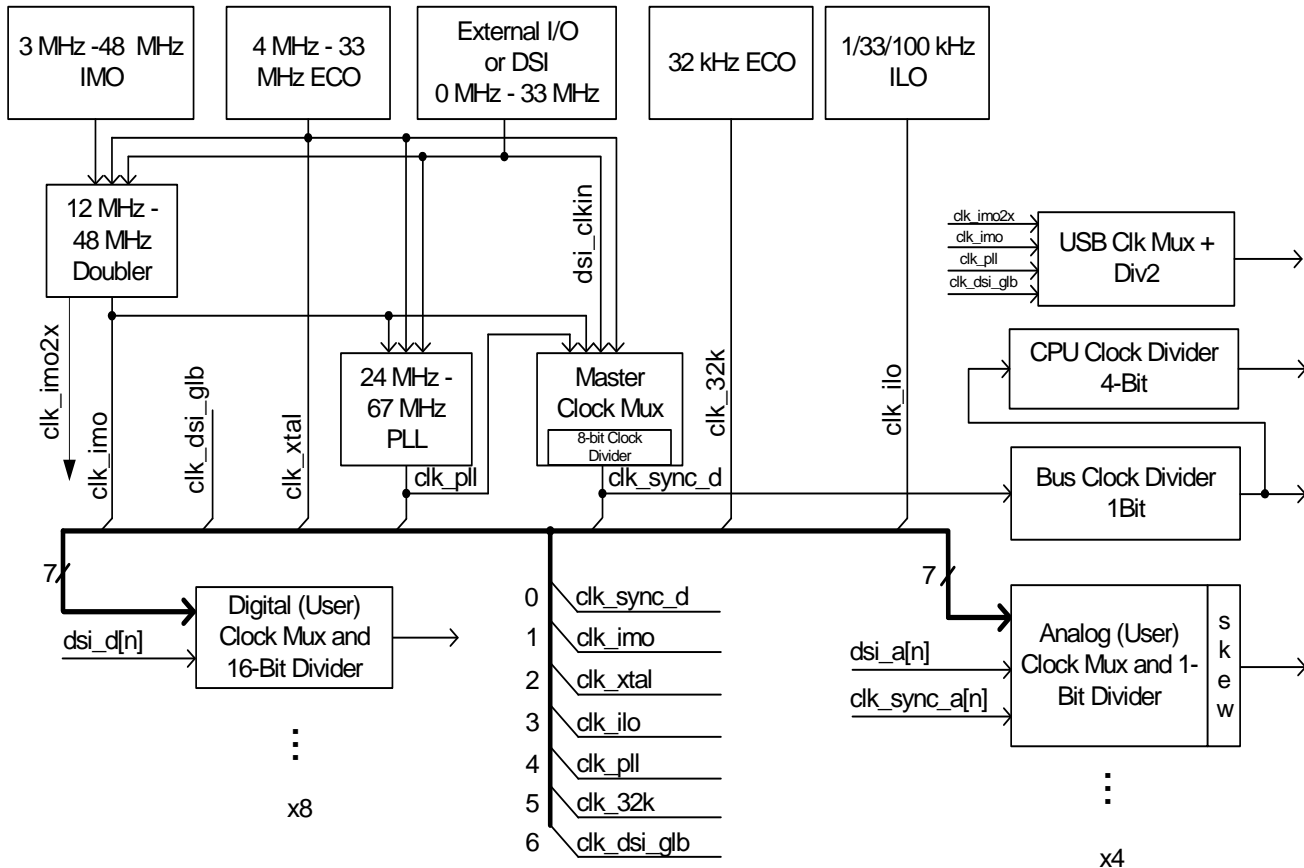 3 MHz -48 MHz
IMO
4 MHz - 33
MHz ECO
External I/O
or DSI
0 MHz - 33 MHz
32 kHz ECO
1/33/100 kHz
ILO
12 MHz -
48 MHz
Doubler
dsi_clkin
clk_imo2x
clk_imo
clk_pll
clk_dsi_glb
USB Clk Mux +
Div2
CPU Clock Divider
4-Bit
24 MHz -
67 MHz
PLL
Master
Clock Mux
8-bit Clock
Divider
clk_imo2x
clk_imo
clk_dsi_glb
clk_xtal
clk_pll
clk_sync_d
clk_32k
clk_ilo
Bus Clock Divider
1Bit
7
7
Digital (User)
Clock Mux and
16-Bit Divider
dsi_d[n]
x8
0 clk_sync_d
1 clk_imo
2 clk_xtal
3 clk_ilo
4 clk_pll
5 clk_32k
6 clk_dsi_glb
dsi_a[n]
clk_sync_a[n]
Analog (User)
Clock Mux and 1-
Bit Divider
s
k
e
w
x4